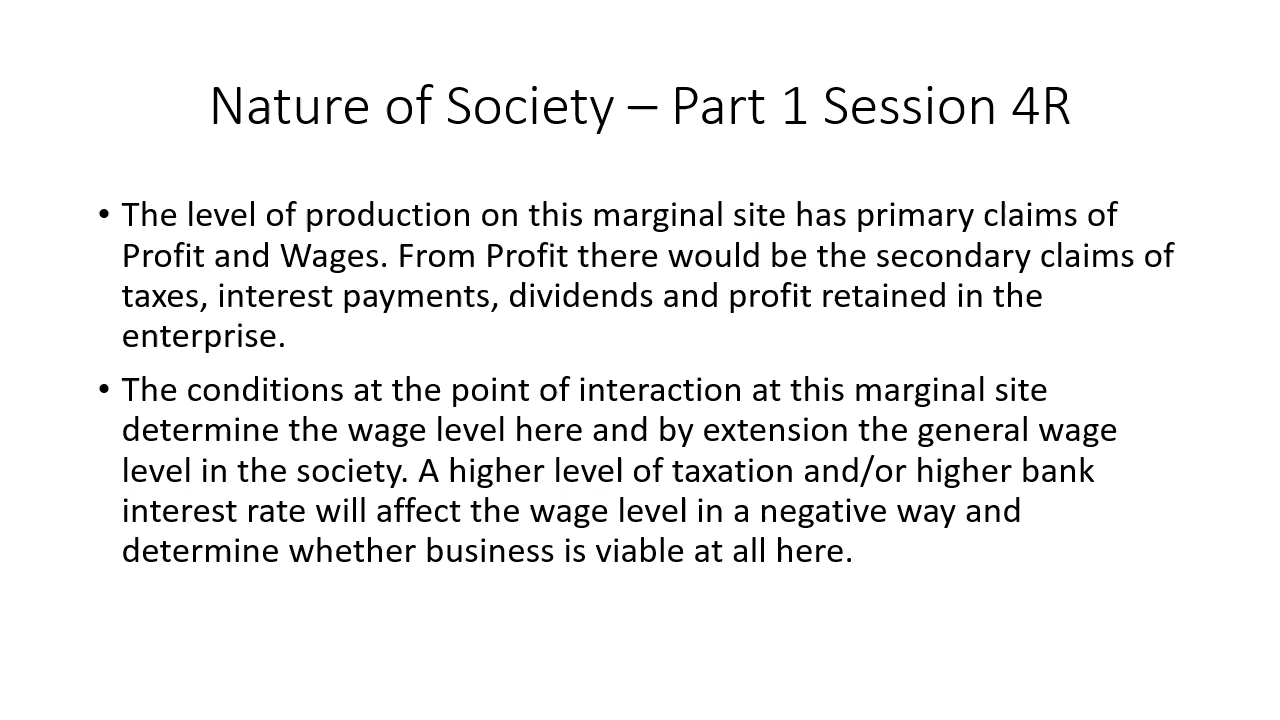 Nature of Society – Part 1 Session 4R
• The level of production on this marginal site has primary claims of
Profit and Wages. From Profit there would be the secondary claims of
taxes, interest payments, dividends and profit retained in the
enterprise.
• The conditions at the point of interaction at this marginal site
determine the wage level here and by extension the general wage
level in the society. A higher level of taxation and/or higher bank
interest rate will affect the wage level in a negative way and
determine whether business is viable at all here.